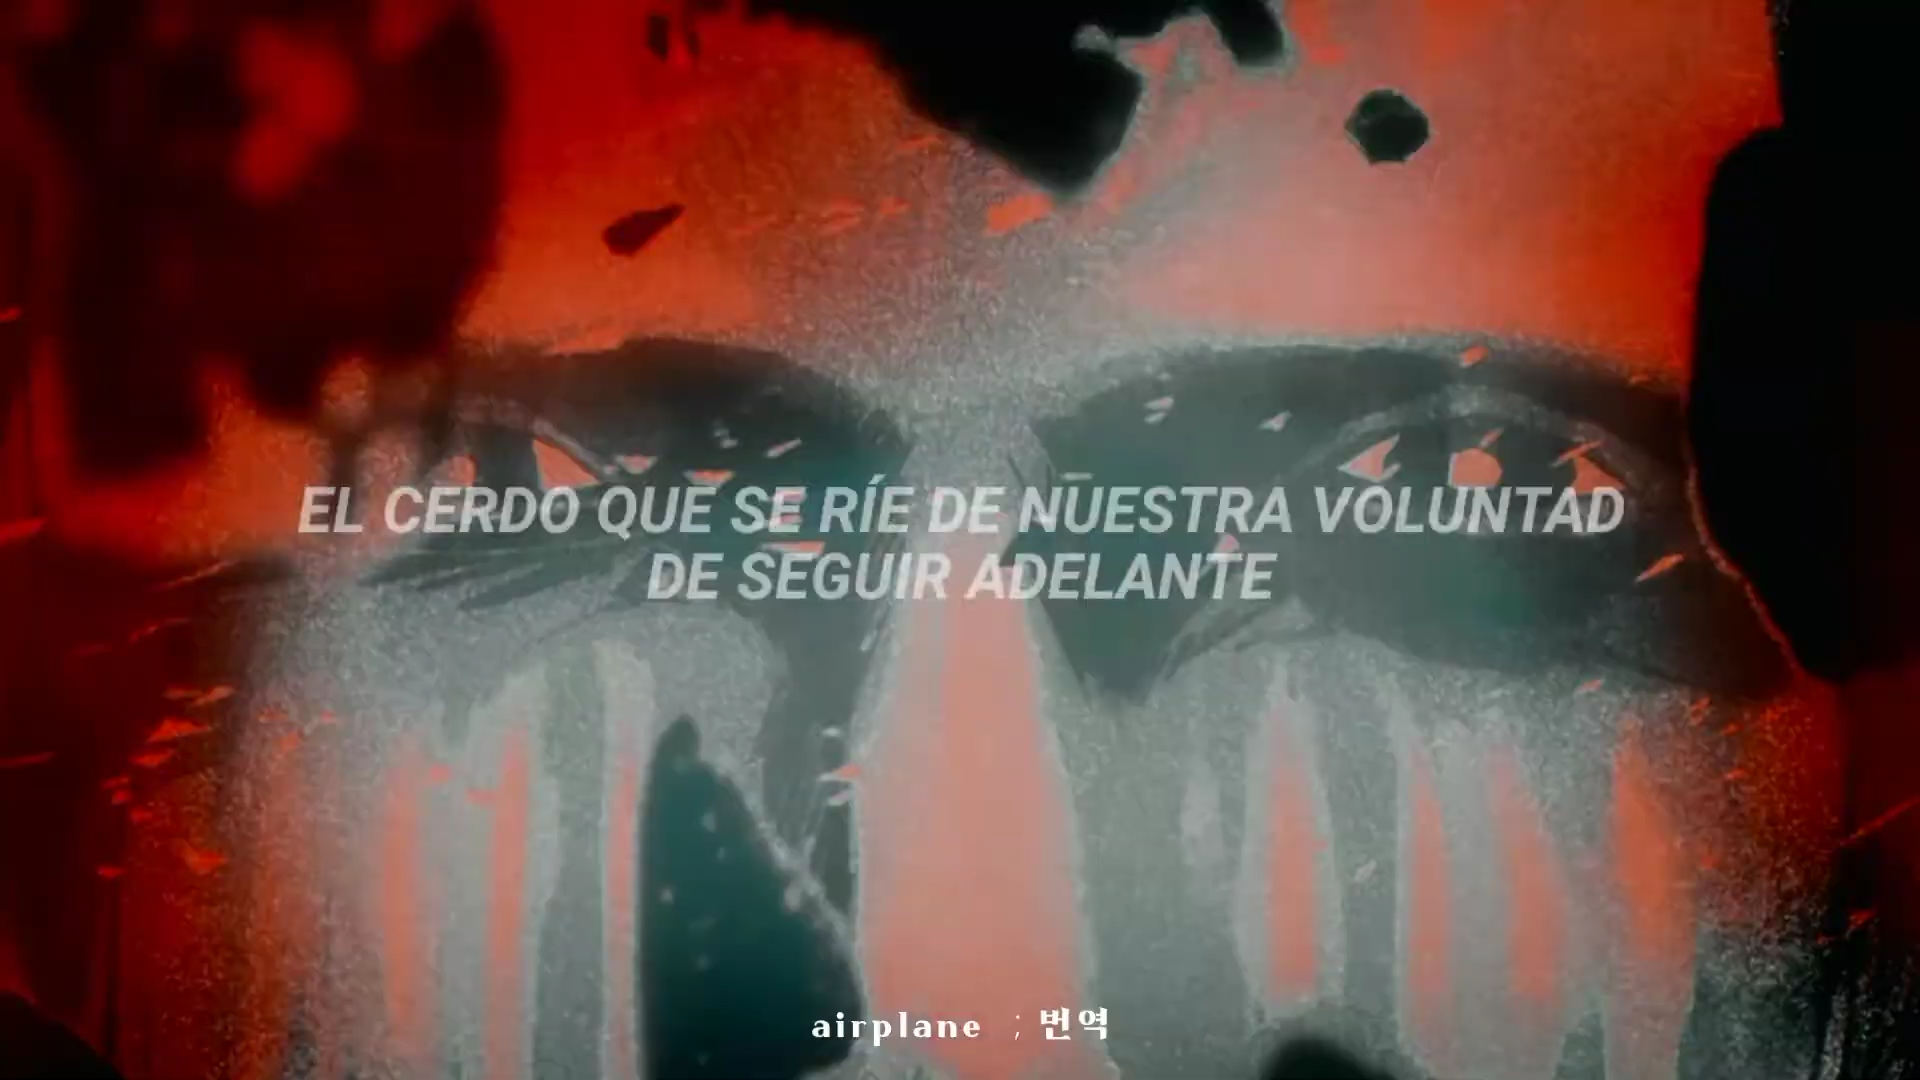 EL CERDO QUE SE RÍE DE NUESTRA VOLUNTAD
DE SEGUIR ADELANTE
airplane ; 번역